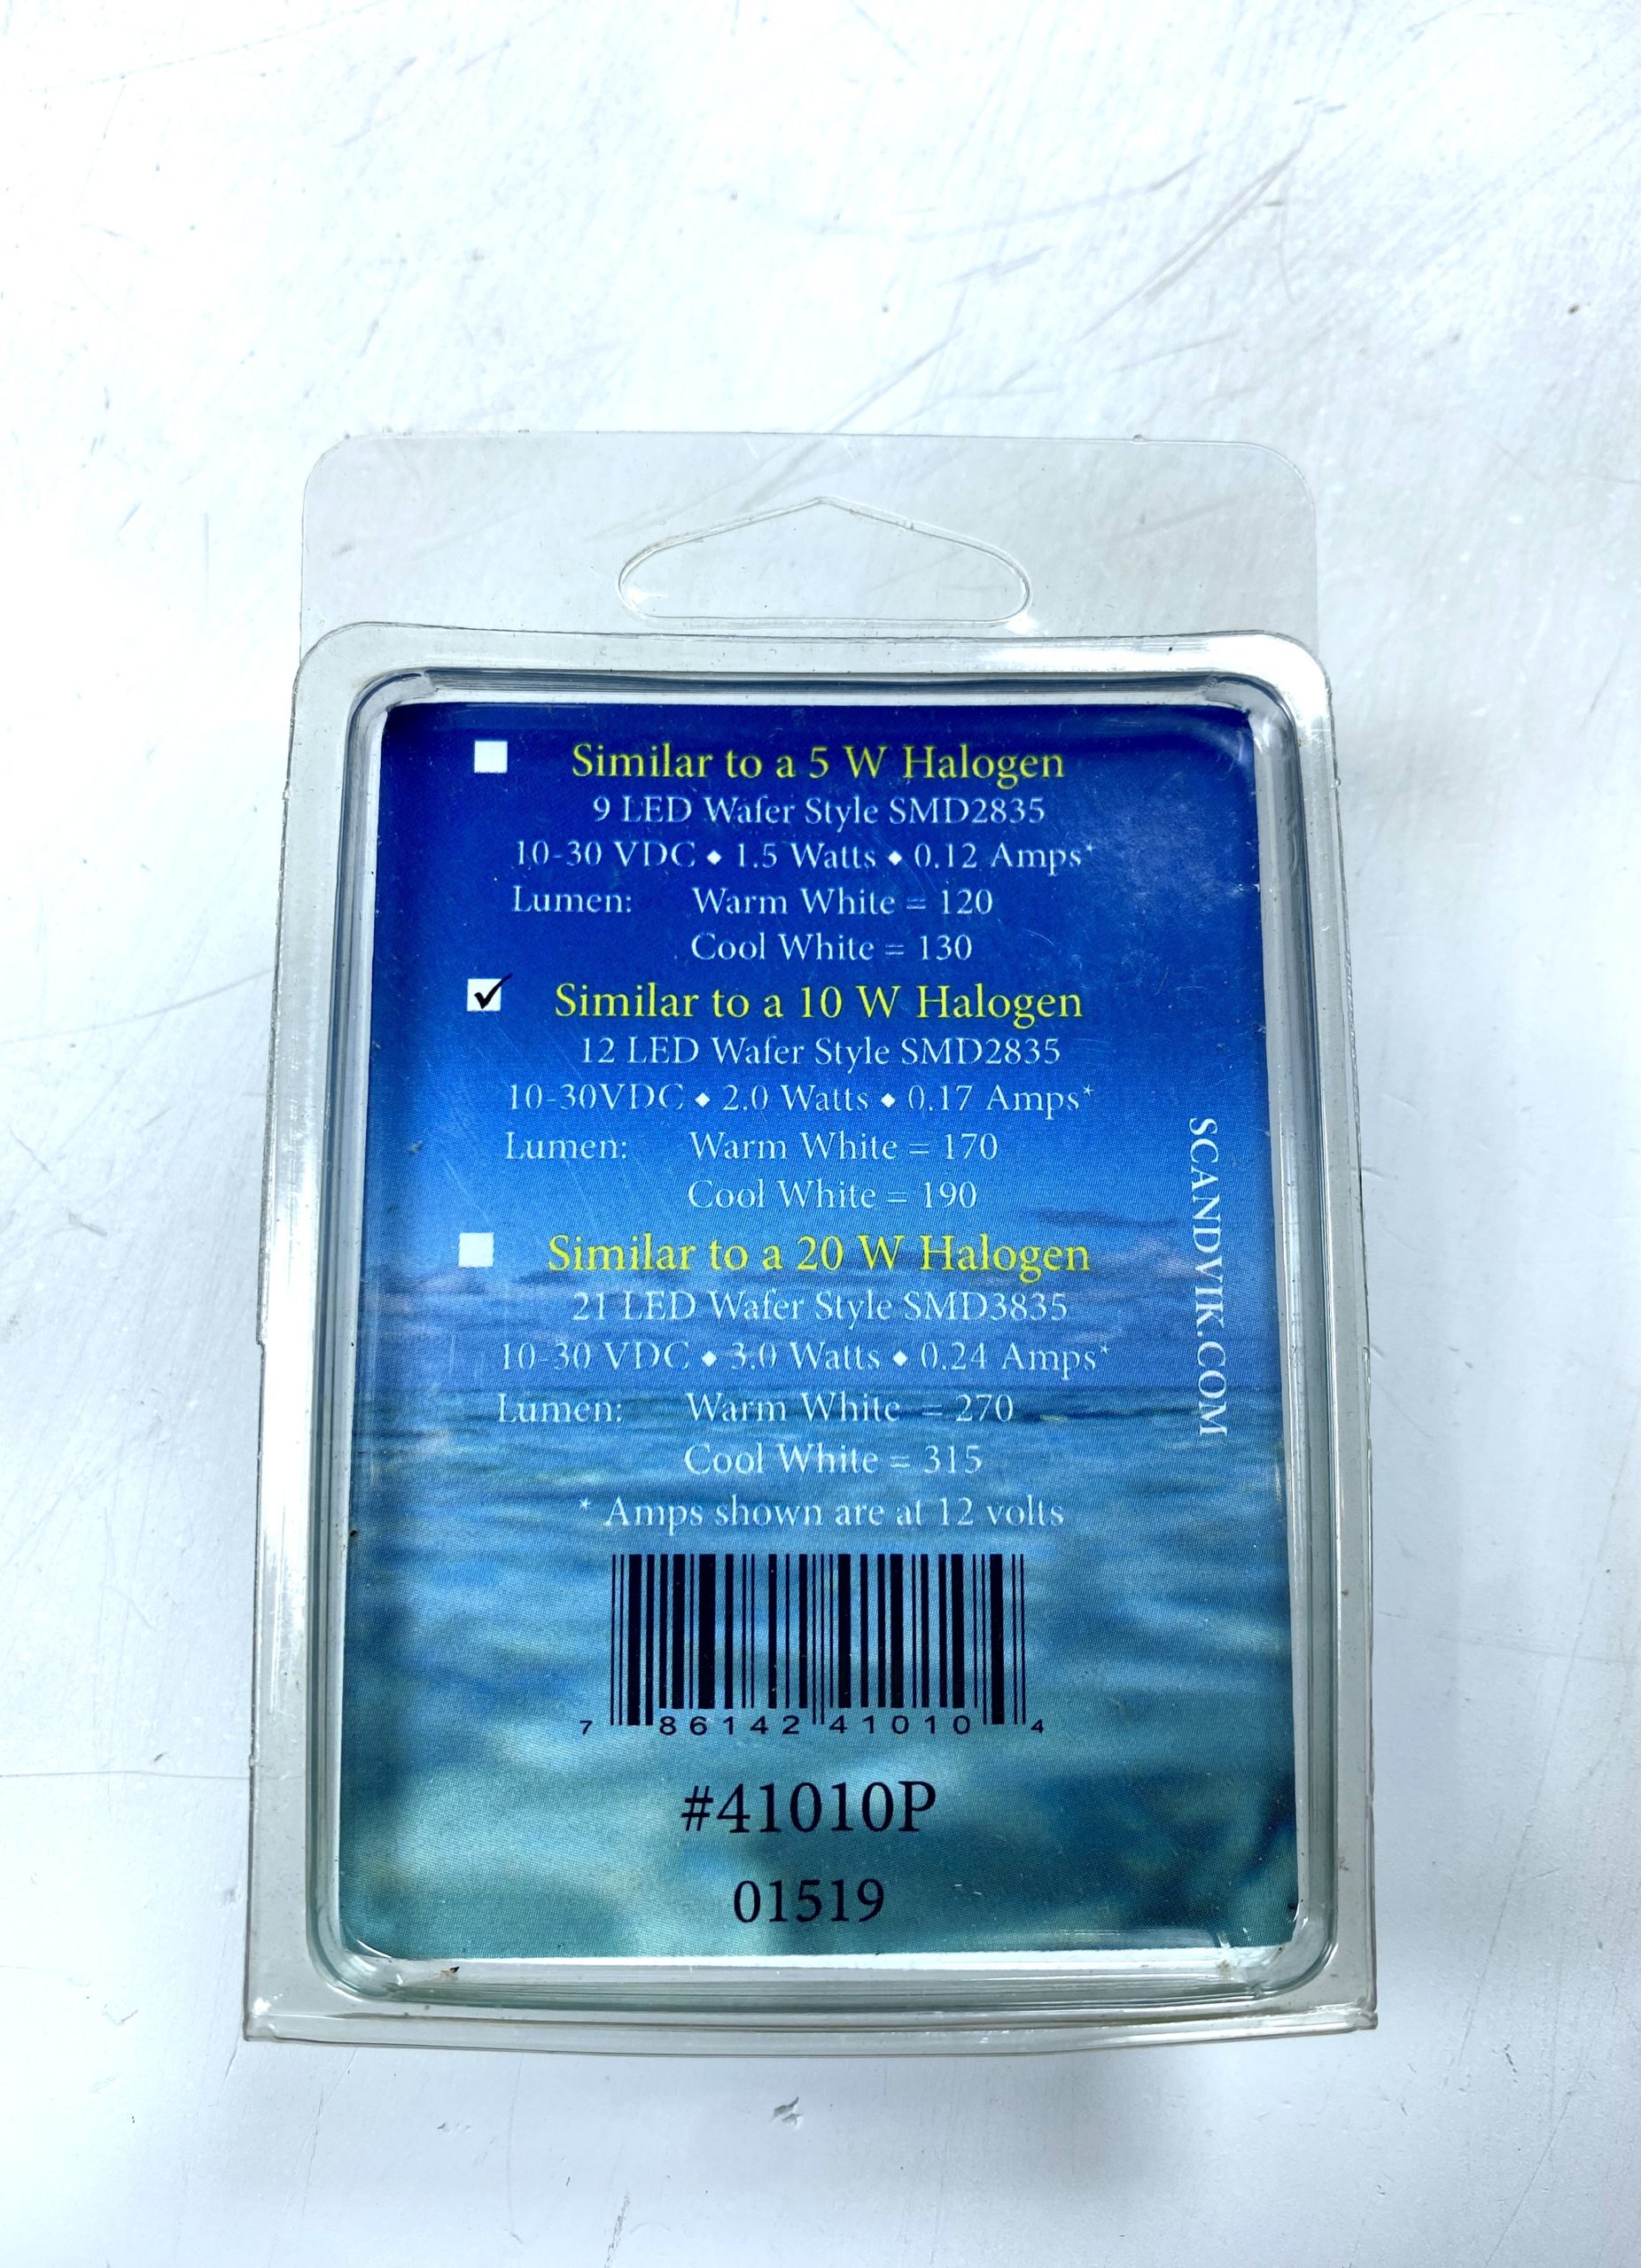 Similar to a 5 W Halogen
9 LED Wafer Style SMD2835
10-30 VDC ◆ 1.5 Watts ◆ 0.12 Amps*
Lumen: Warm White = 120
Cool White = 130
✓ Similar to a 10 W Halogen
12 LED Wafer Style SMD2835
10-30VDC ◆ 2.0 Watts ◆ 0.17 Amps*
Lumen: Warm White = 170
Cool White = 190
Similar to a 20 W Halogen
21 LED Wafer Style SMD3835
10-30 VDC ◆ 3.0 Watts ◆ 0.24 Amps*
Lumen: Warm White = 270
Cool White = 315
* Amps shown are at 12 volts
SCANDVIK.COM
7 86142 41010 4
#41010P
01519